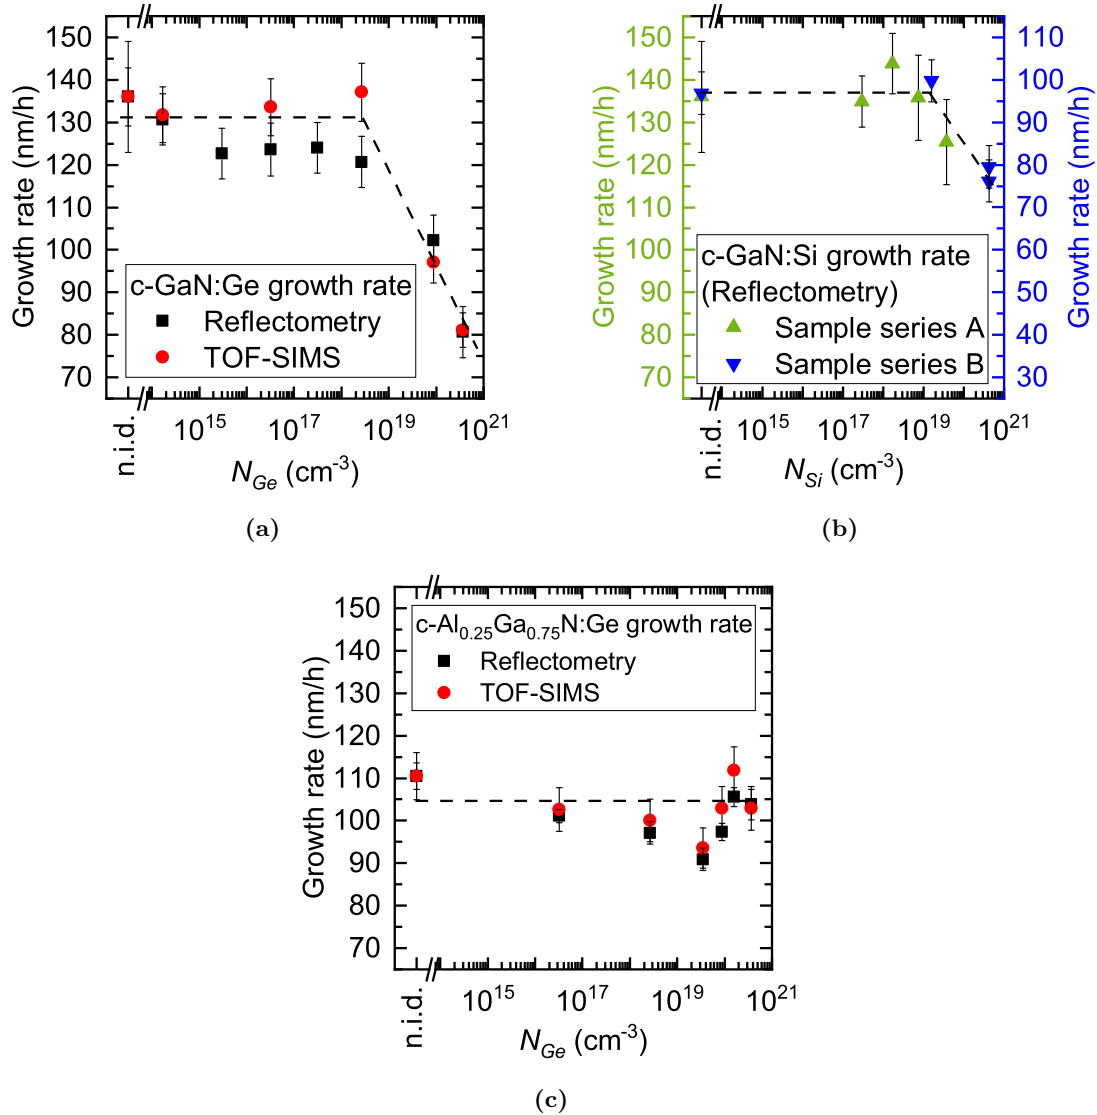 150
140
130
120
110
100
90
80
70
Growth rate (nm/h)
c-GaN:Ge growth rate
Reflectometry
TOF-SIMS
n.i.d.
10^15 10^17 10^19 10^21
N_Ge (cm^-3)
(a)
150
140
130
120
110
100
90
80
70
Growth rate (nm/h)
c-GaN:Si growth rate
(Reflectometry)
Sample series A
Sample series B
110
100
90
80
70
60
50
40
30
Growth rate (nm/h)
n.i.d.
10^15 10^17 10^19 10^21
N_Si (cm^-3)
(b)
150
140
130
120
110
100
90
80
70
Growth rate (nm/h)
c-Al_0.25Ga_0.75N:Ge growth rate
Reflectometry
TOF-SIMS
n.i.d.
10^15 10^17 10^19 10^21
N_Ge (cm^-3)
(c)